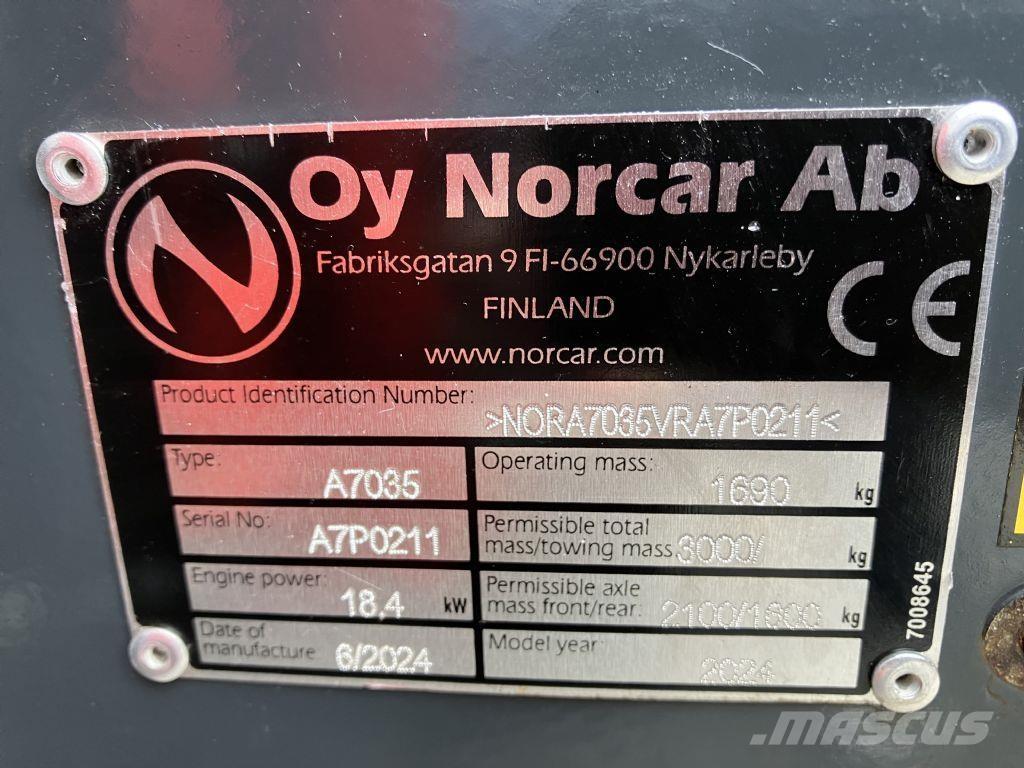 Oy Norcar Ab
Fabriksgatan 9 FI-66900 Nykarleby
FINLAND
www.norcar.com
CE
Product Identification Number: >NORA7035VRA7P0211<
Type: A7035
Operating mass: 1690 kg
Serial No: A7P0211
Permissible total
mass/towing mass 3000/ kg
Engine power: 18,4 kW
Permissible axle
mass front/rear: 2100/1600 kg
Date of
manufacture 6/2024
Model year: 2024
7008645
MASCUS